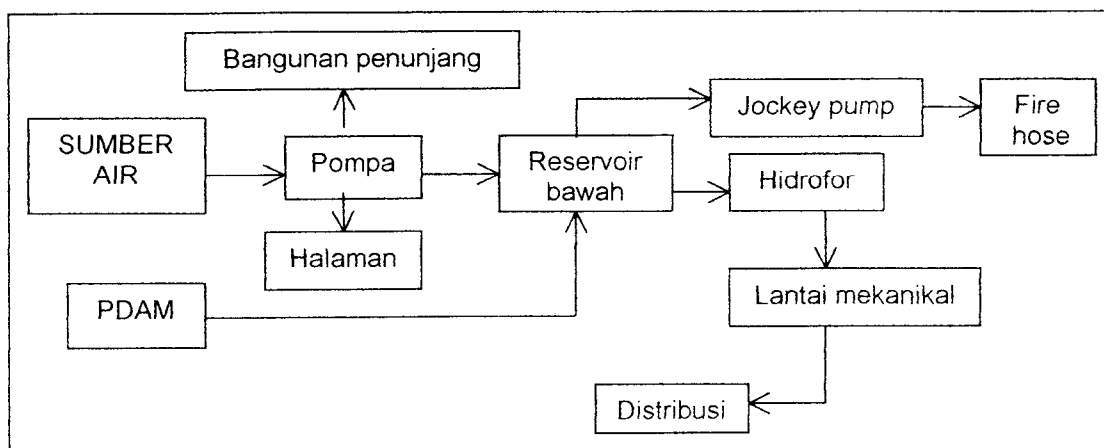 Bangunan penunjang
SUMBER
AIR
Pompa
Halaman
PDAM
Reservoir
bawah
Jockey pump
Fire
hose
Hidrofor
Lantai mekanikal
Distribusi